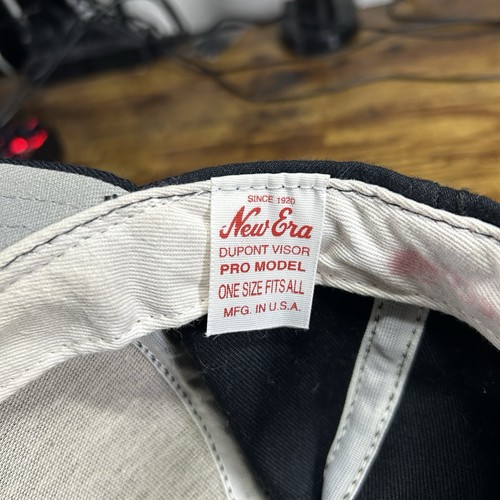 SINCE 1920
New Era
DUPONT VISOR
PRO MODEL
ONE SIZE FITS ALL
MFG. IN U.S.A.